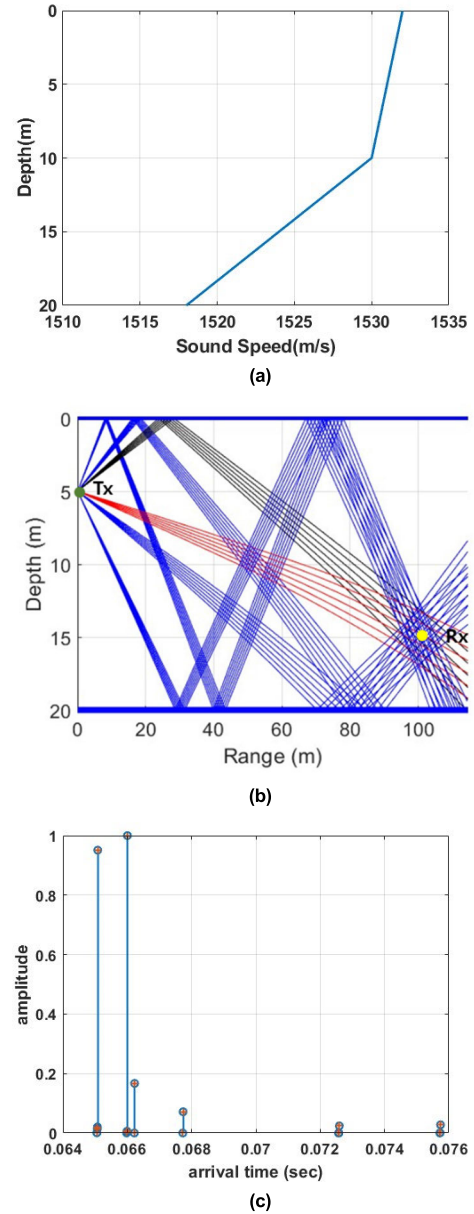 0
5
10
15
20
Depth(m)
1510 1515 1520 1525 1530 1535
Sound Speed(m/s)
(a)
0
5
10
15
20
Depth (m)
Tx
Rx
0 20 40 60 80 100
Range (m)
(b)
1
0.8
0.6
0.4
0.2
0
amplitude
0.064 0.066 0.068 0.07 0.072 0.074 0.076
arrival time (sec)
(c)